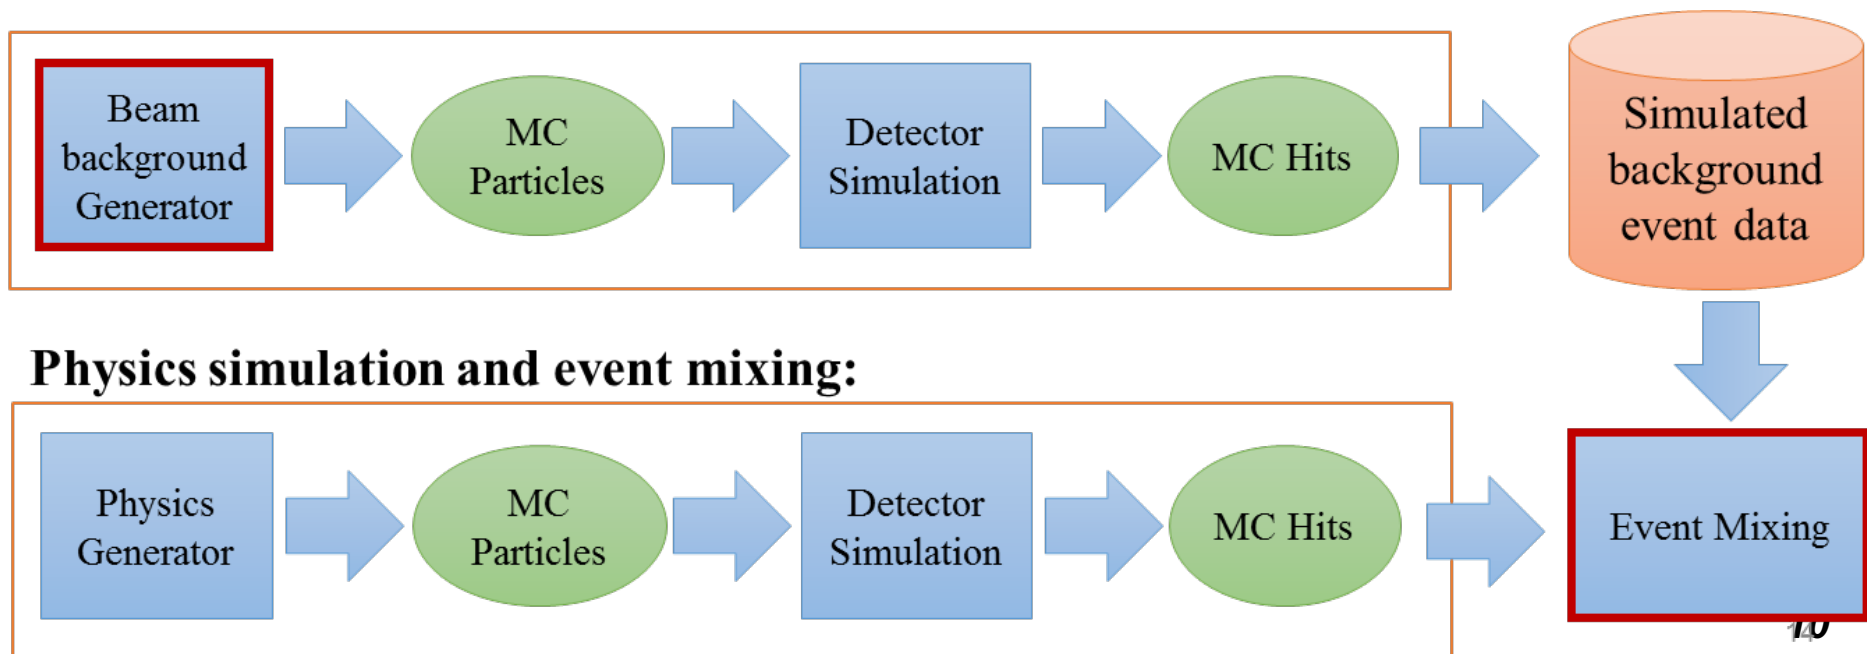 Beam
background
Generator
MC
Particles
Detector
Simulation
MC Hits
Simulated
background
event data
Physics simulation and event mixing:
Physics
Generator
MC
Particles
Detector
Simulation
MC Hits
Event Mixing